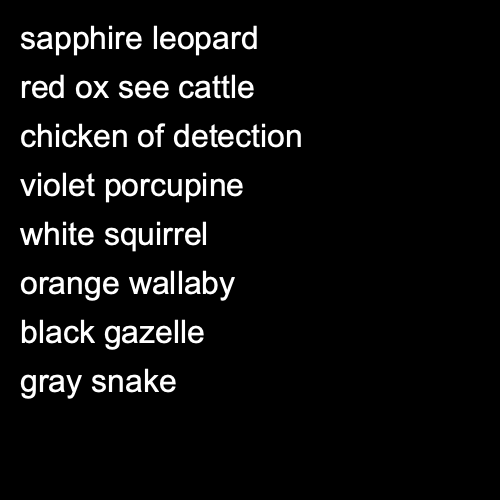 sapphire leopard
red ox see cattle
chicken of detection
violet porcupine
white squirrel
orange wallaby
black gazelle
gray snake